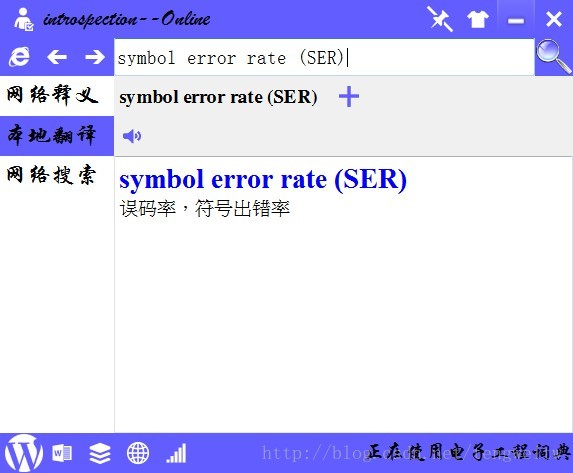 introspection--Online
symbol error rate (SER)
网络释义
symbol error rate (SER)
本地翻译
网络搜索
symbol error rate (SER)
误码率，符号出错率
正在使用电子工程词典
http://blog.csdn.net/